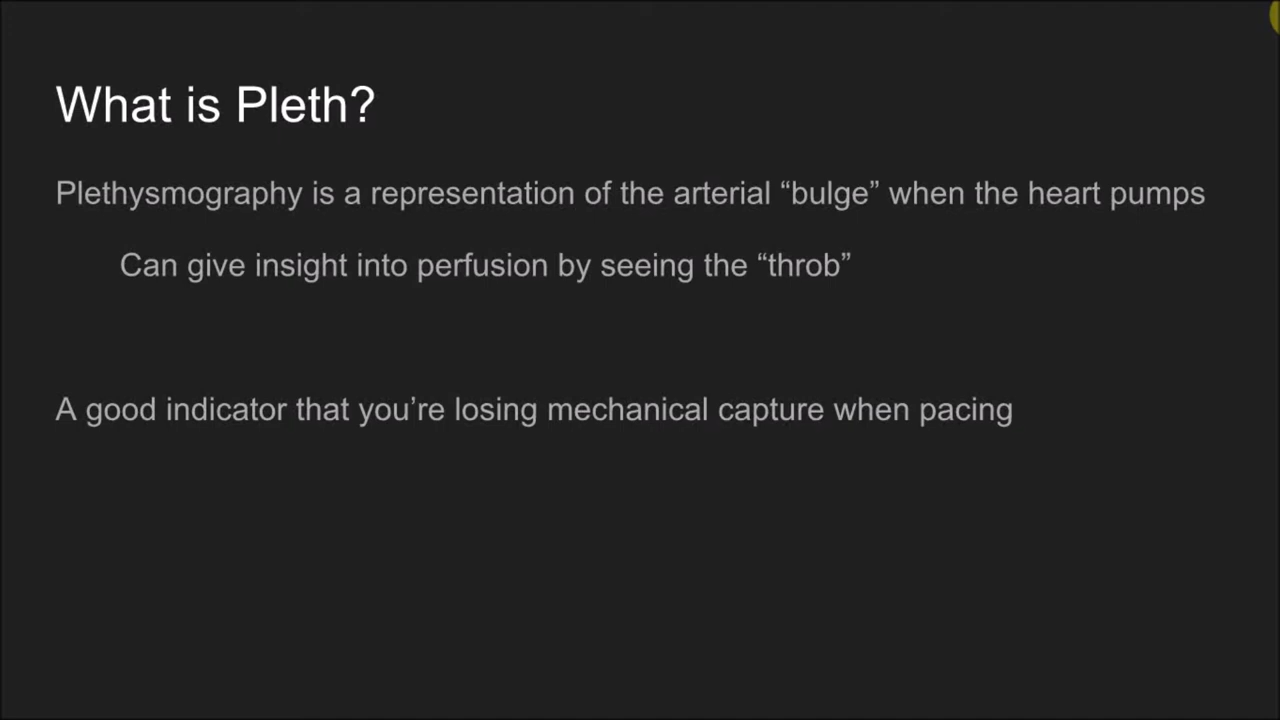 What is Pleth?
Plethysmography is a representation of the arterial “bulge” when the heart pumps
Can give insight into perfusion by seeing the “throb”
A good indicator that you’re losing mechanical capture when pacing